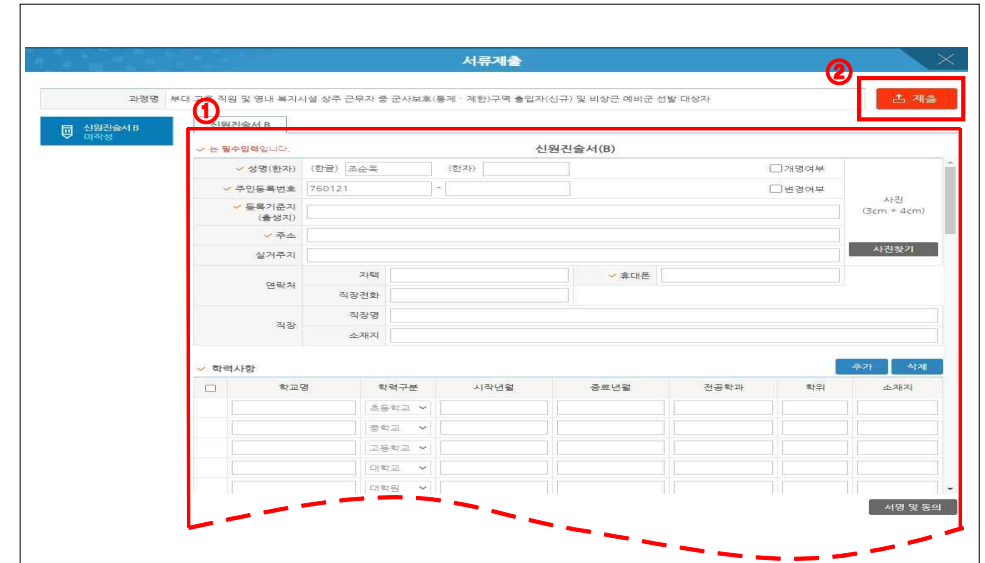 서류제출
②
과정명 부대 고용 직원 및 영내 복지시설 상주 근무자 중 군사보호(통제·제한)구역 출입자(신규) 및 비상근 예비군 선발 대상자
제출
①
신원진술서 B
미작성
신원진술서 B
는 필수입력입니다.
신원진술서(B)
성명(한자) (한글) 조순옥 (한자) 개명여부
주민등록번호 760121 - 변경여부
사진
(3cm * 4cm)
등록기준지
(출생지)
주소
사진찾기
실거주지
연락처
자택 휴대폰
직장전화
직장
직장명
소재지
학력사항 추가 삭제
학교명 학력구분 시작년월 종료년월 전공학과 학위 소재지
초등학교
중학교
고등학교
대학교
대학원
서명 및 동의